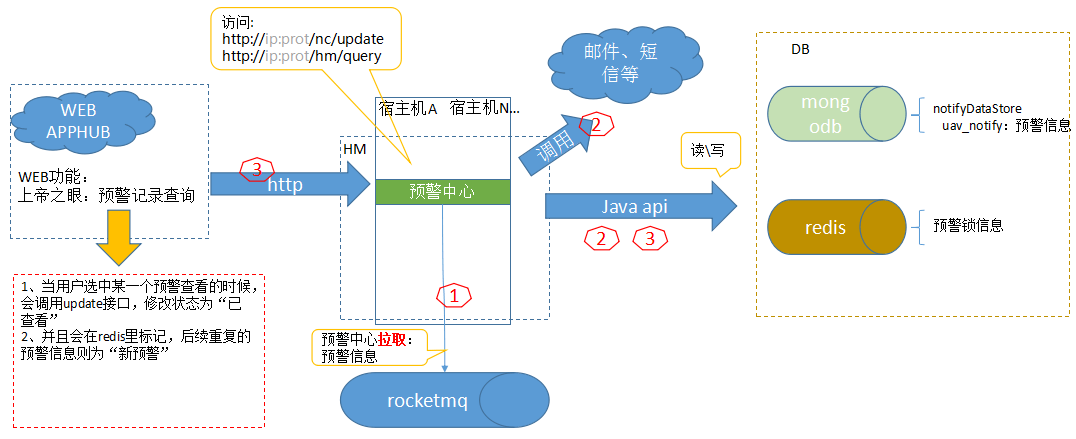 访问:
http://ip:prot/nc/update
http://ip:prot/hm/query
邮件、短
信等
DB
WEB
APPHUB
宿主机A 宿主机N...
mong
odb
notifyDataStore
uav_notify：预警信息
2
调用
读\写
HM
3
http
WEB功能：
上帝之眼：预警记录查询
预警中心
Java api
2
3
redis
预警锁信息
1、当用户选中某一个预警查看的时候，
会调用update接口，修改状态为“已
查看”
2、并且会在redis里标记，后续重复的
预警信息则为“新预警”
1
预警中心拉取：
预警信息
rocketmq